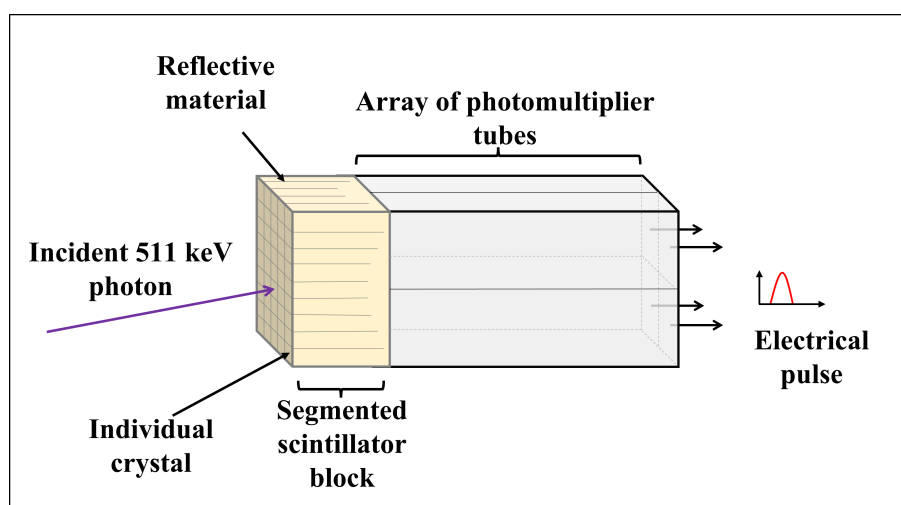 Reflective
material
Array of photomultiplier
tubes
Incident 511 keV
photon
Electrical
pulse
Individual
crystal
Segmented
scintillator
block